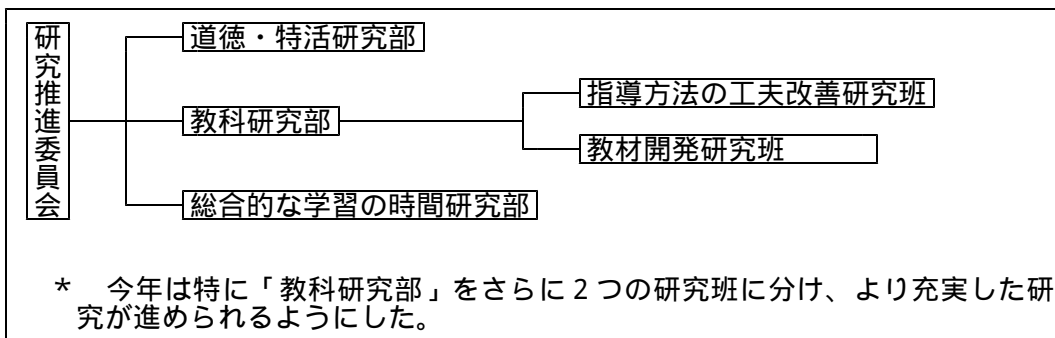 研究推進委員会
道徳・特活研究部
教科研究部
指導方法の工夫改善研究班
教材開発研究班
総合的な学習の時間研究部
* 今年は特に「教科研究部」をさらに2つの研究班に分け、より充実した研
究が進められるようにした。